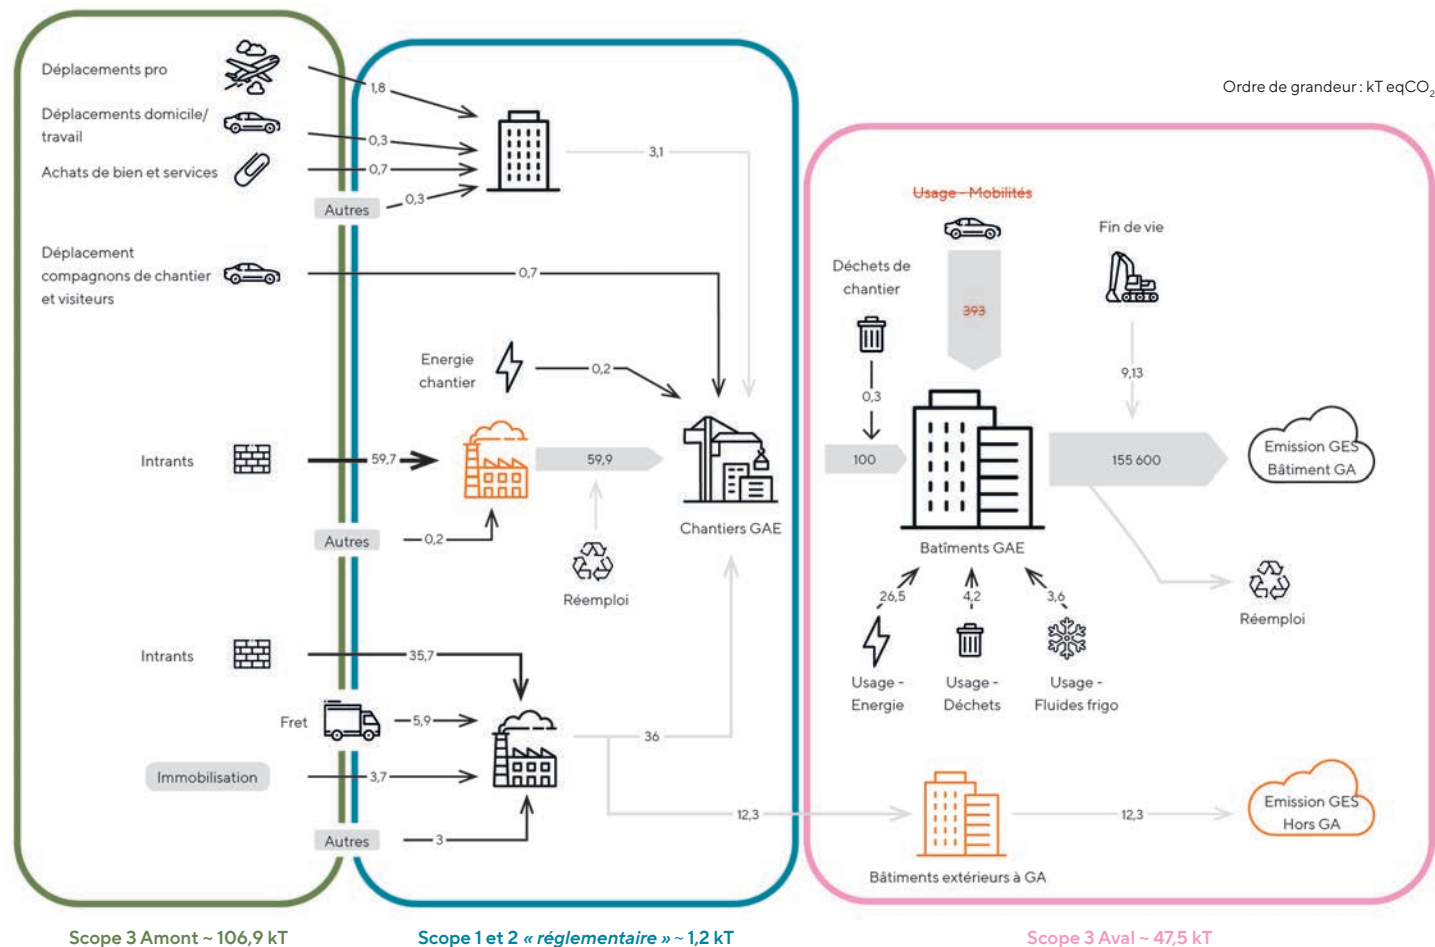 Déplacements pro
1,8
Ordre de grandeur : kT eqCO2
Déplacements domicile/
travail
0,3
Achats de bien et services
0,7
3,1
Autres
0,3
Usage - Mobilités
393
Fin de vie
9,13
Déplacement
compagnons de chantier
et visiteurs
0,7
Déchets de
chantier
0,3
Energie
chantier
0,2
Intrants
59,7
59,9
100
155 600
Emission GES
Bâtiment GA
Chantiers GAE
Autres
0,2
Réemploi
Batîments GAE
26,5
4,2
3,6
Réemploi
Usage -
Energie
Usage -
Déchets
Usage -
Fluides frigo
Intrants
35,7
Fret
5,9
36
Immobilisation
3,7
12,3
12,3
Emission GES
Hors GA
Autres
3
Bâtiments extérieurs à GA
Scope 3 Amont ~ 106,9 kT
Scope 1 et 2 « réglementaire » ~ 1,2 kT
Scope 3 Aval ~ 47,5 kT